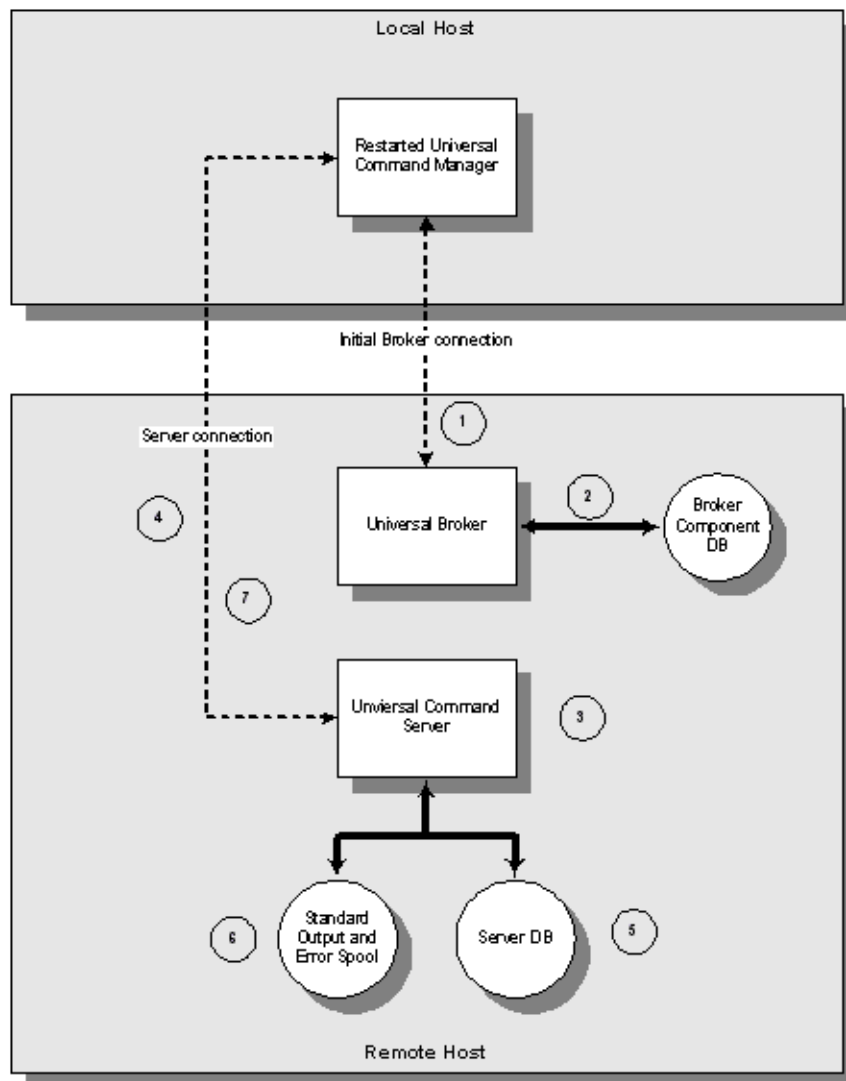 Local Host
Restarted Universal
Command Manager
Initial Broker connection
1
Server connection
2
Broker
Component
DB
4
Universal Broker
7
Unviersal Command
Server
3
Standard
Output and
Error Spool
6
Server DB
5
Remote Host